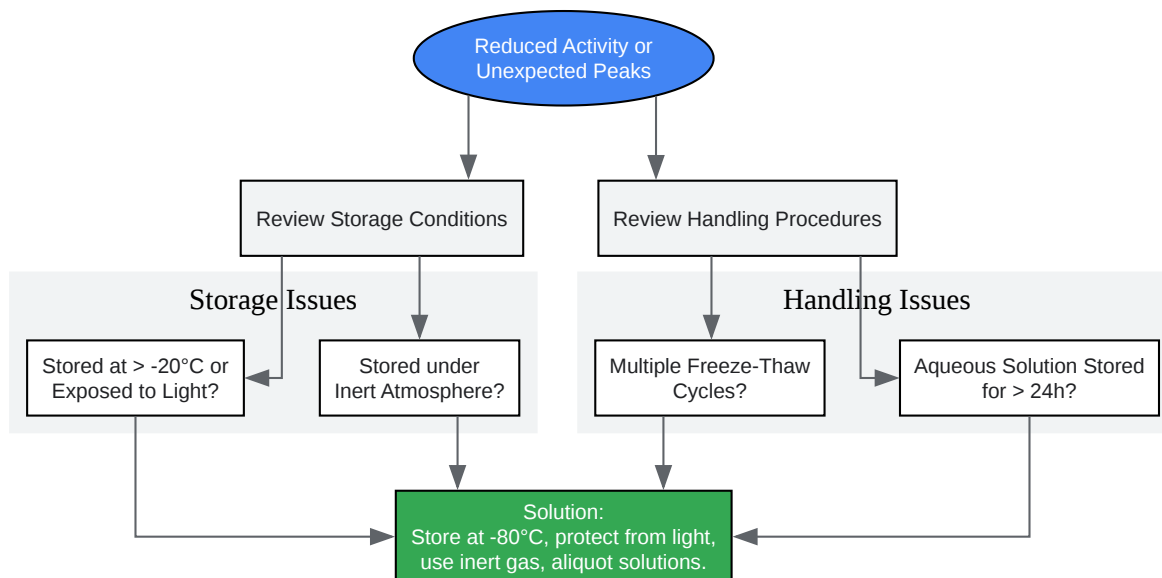 Reduced Activity or
Unexpected Peaks
Review Storage Conditions
Review Handling Procedures
Storage Issues
Handling Issues
Stored at > -20°C or
Exposed to Light?
Stored under
Inert Atmosphere?
Multiple Freeze-Thaw
Cycles?
Aqueous Solution Stored
for > 24h?
Solution:
Store at -80°C, protect from light,
use inert gas, aliquot solutions.